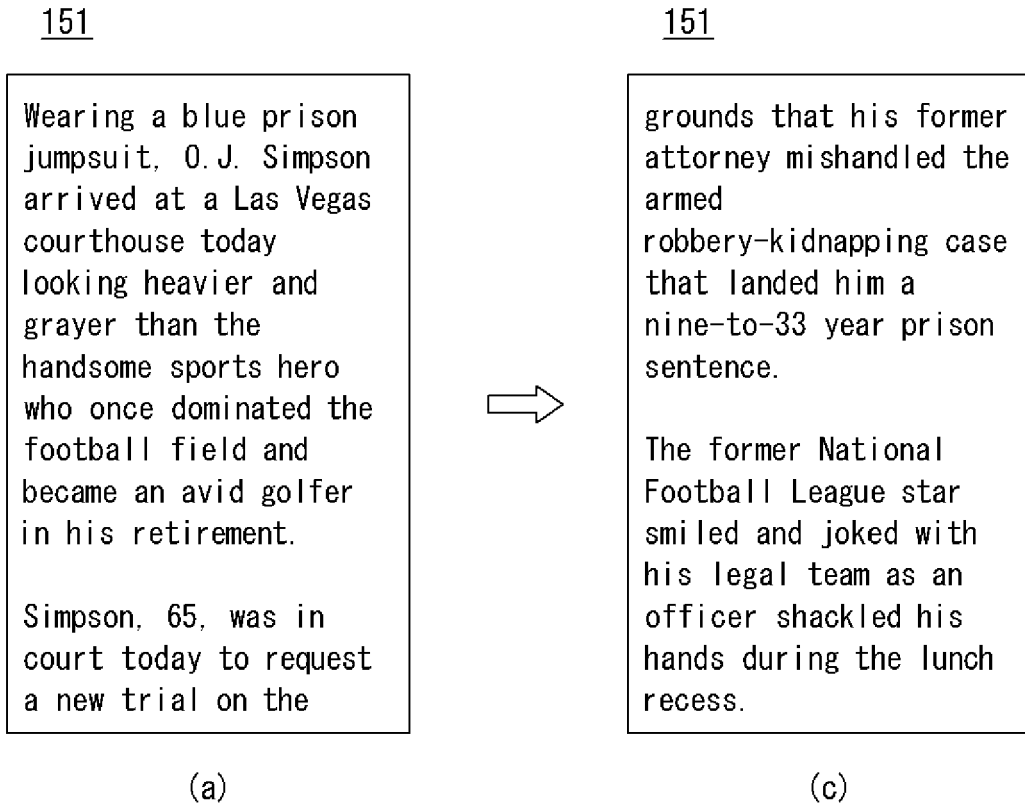 151
Wearing a blue prison
jumpsuit, O.J. Simpson
arrived at a Las Vegas
courthouse today
looking heavier and
grayer than the
handsome sports hero
who once dominated the
football field and
became an avid golfer
in his retirement.
Simpson, 65, was in
court today to request
a new trial on the
(a)
151
grounds that his former
attorney mishandled the
armed
robbery-kidnapping case
that landed him a
nine-to-33 year prison
sentence.
The former National
Football League star
smiled and joked with
his legal team as an
officer shackled his
hands during the lunch
recess.
(c)